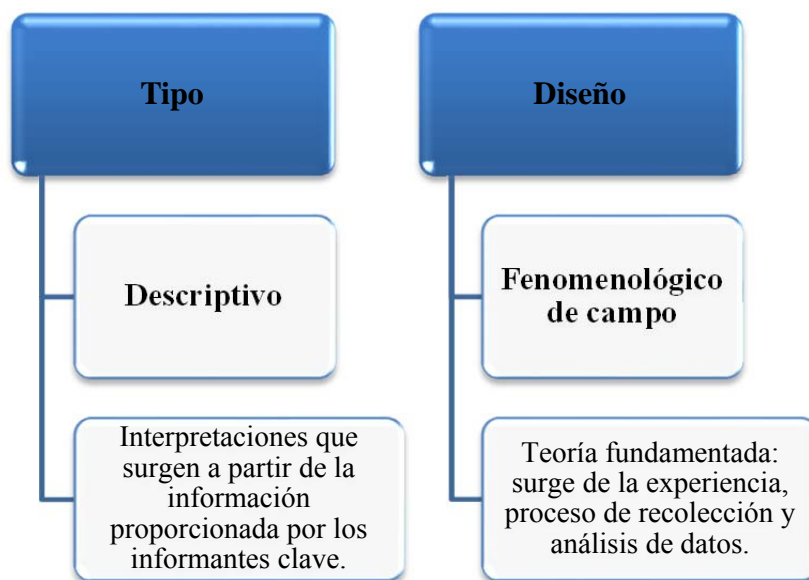 Tipo
Descriptivo
Interpretaciones que
surgen a partir de la
información
proporcionada por los
informantes clave.
Diseño
Fenomenológico
de campo
Teoría fundamentada:
surge de la experiencia,
proceso de recolección y
análisis de datos.